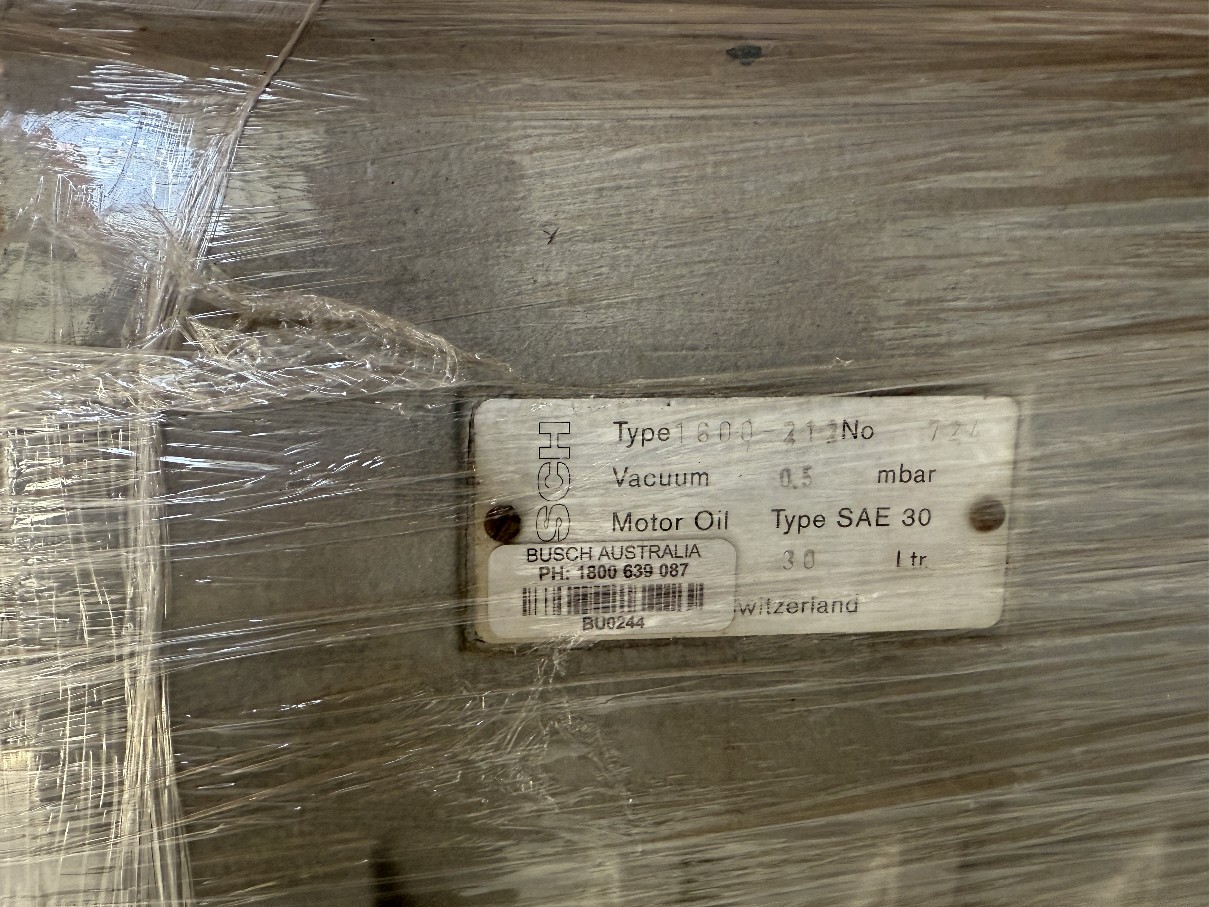 SCH
Type 1600-212 No 724
Vacuum 0.5 mbar
Motor Oil Type SAE 30
30 Ltr.
witzerland
BUSCH AUSTRALIA
PH: 1800 639 087
BU0244